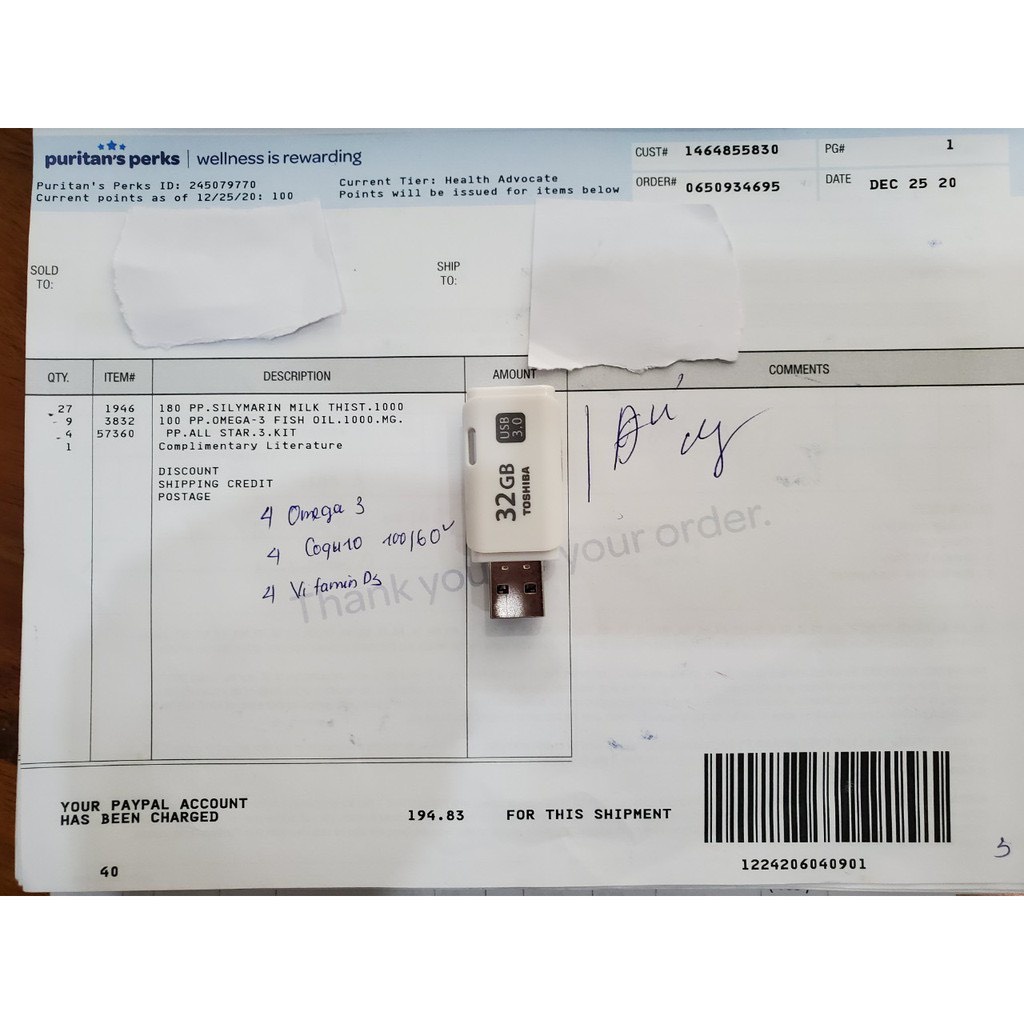 puritan's perks | wellness is rewarding
Puritan's Perks ID: 245079770
Current points as of 12/25/20: 100
Current Tier: Health Advocate
Points will be issued for items below
CUST# 1464855830
PG# 1
ORDER# 0650934695
DATE DEC 25 20
SOLD TO:
SHIP TO:
QTY. ITEM# DESCRIPTION AMOUNT COMMENTS
27 1946 180 PP.SILYMARIN MILK THIST.1000
9 3832 100 PP.OMEGA-3 FISH OIL.1000.MG.
4 57360 PP.ALL STAR.3.KIT
1 Complimentary Literature
DISCOUNT
SHIPPING CREDIT
POSTAGE
4 Omega 3
4 Coqu10 100/60
4 Vitamin D3
USB 3.0
32GB
TOSHIBA
Thank you your order.
YOUR PAYPAL ACCOUNT
HAS BEEN CHARGED 194.83 FOR THIS SHIPMENT
1224206040901
40